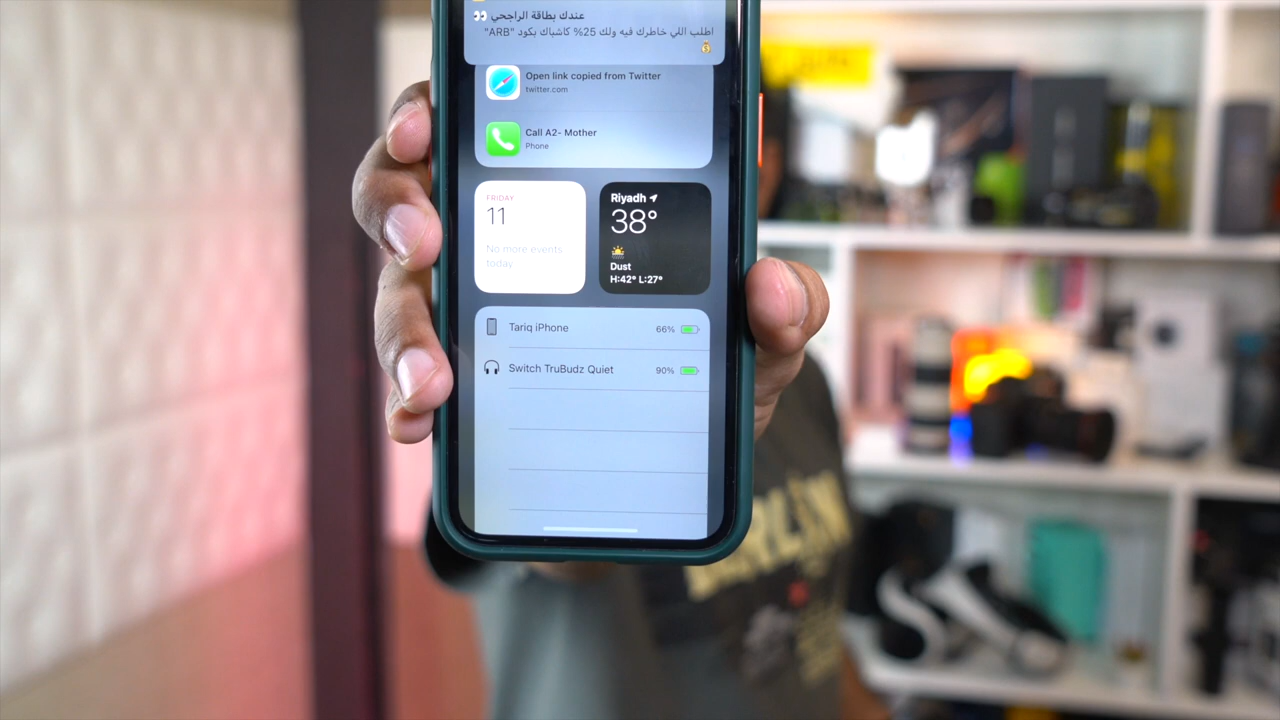 عندك بطاقة الراجحي 👀
اطلب اللي خاطرك فيه ولك 25% كاشباك بكود "ARB"
💰
Open link copied from Twitter
twitter.com
Call A2- Mother
Phone
FRIDAY
11
No more events
today
Riyadh
38°
Dust
H:42° L:27°
Tariq iPhone
66%
Switch TruBudz Quiet
90%